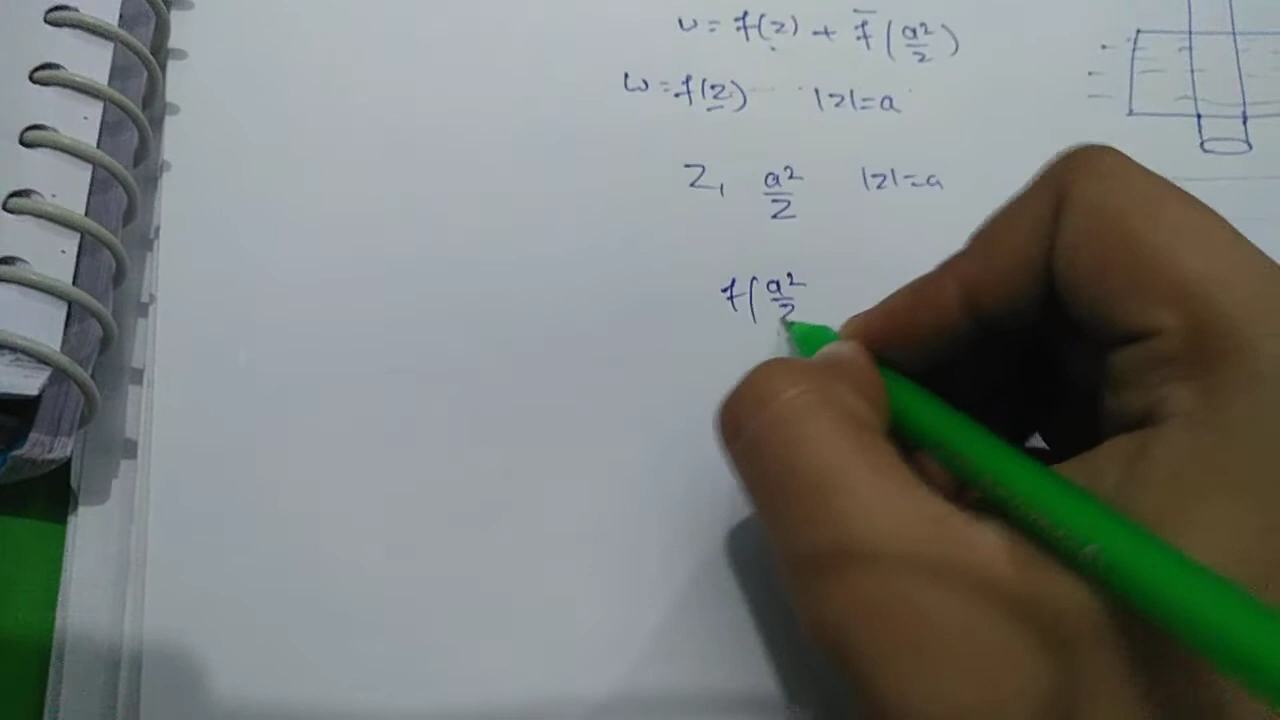 w = f(z) + f̄(a²/z)
w = f(z) |z|=a
z, a²/z |z|=a
f(a²/z